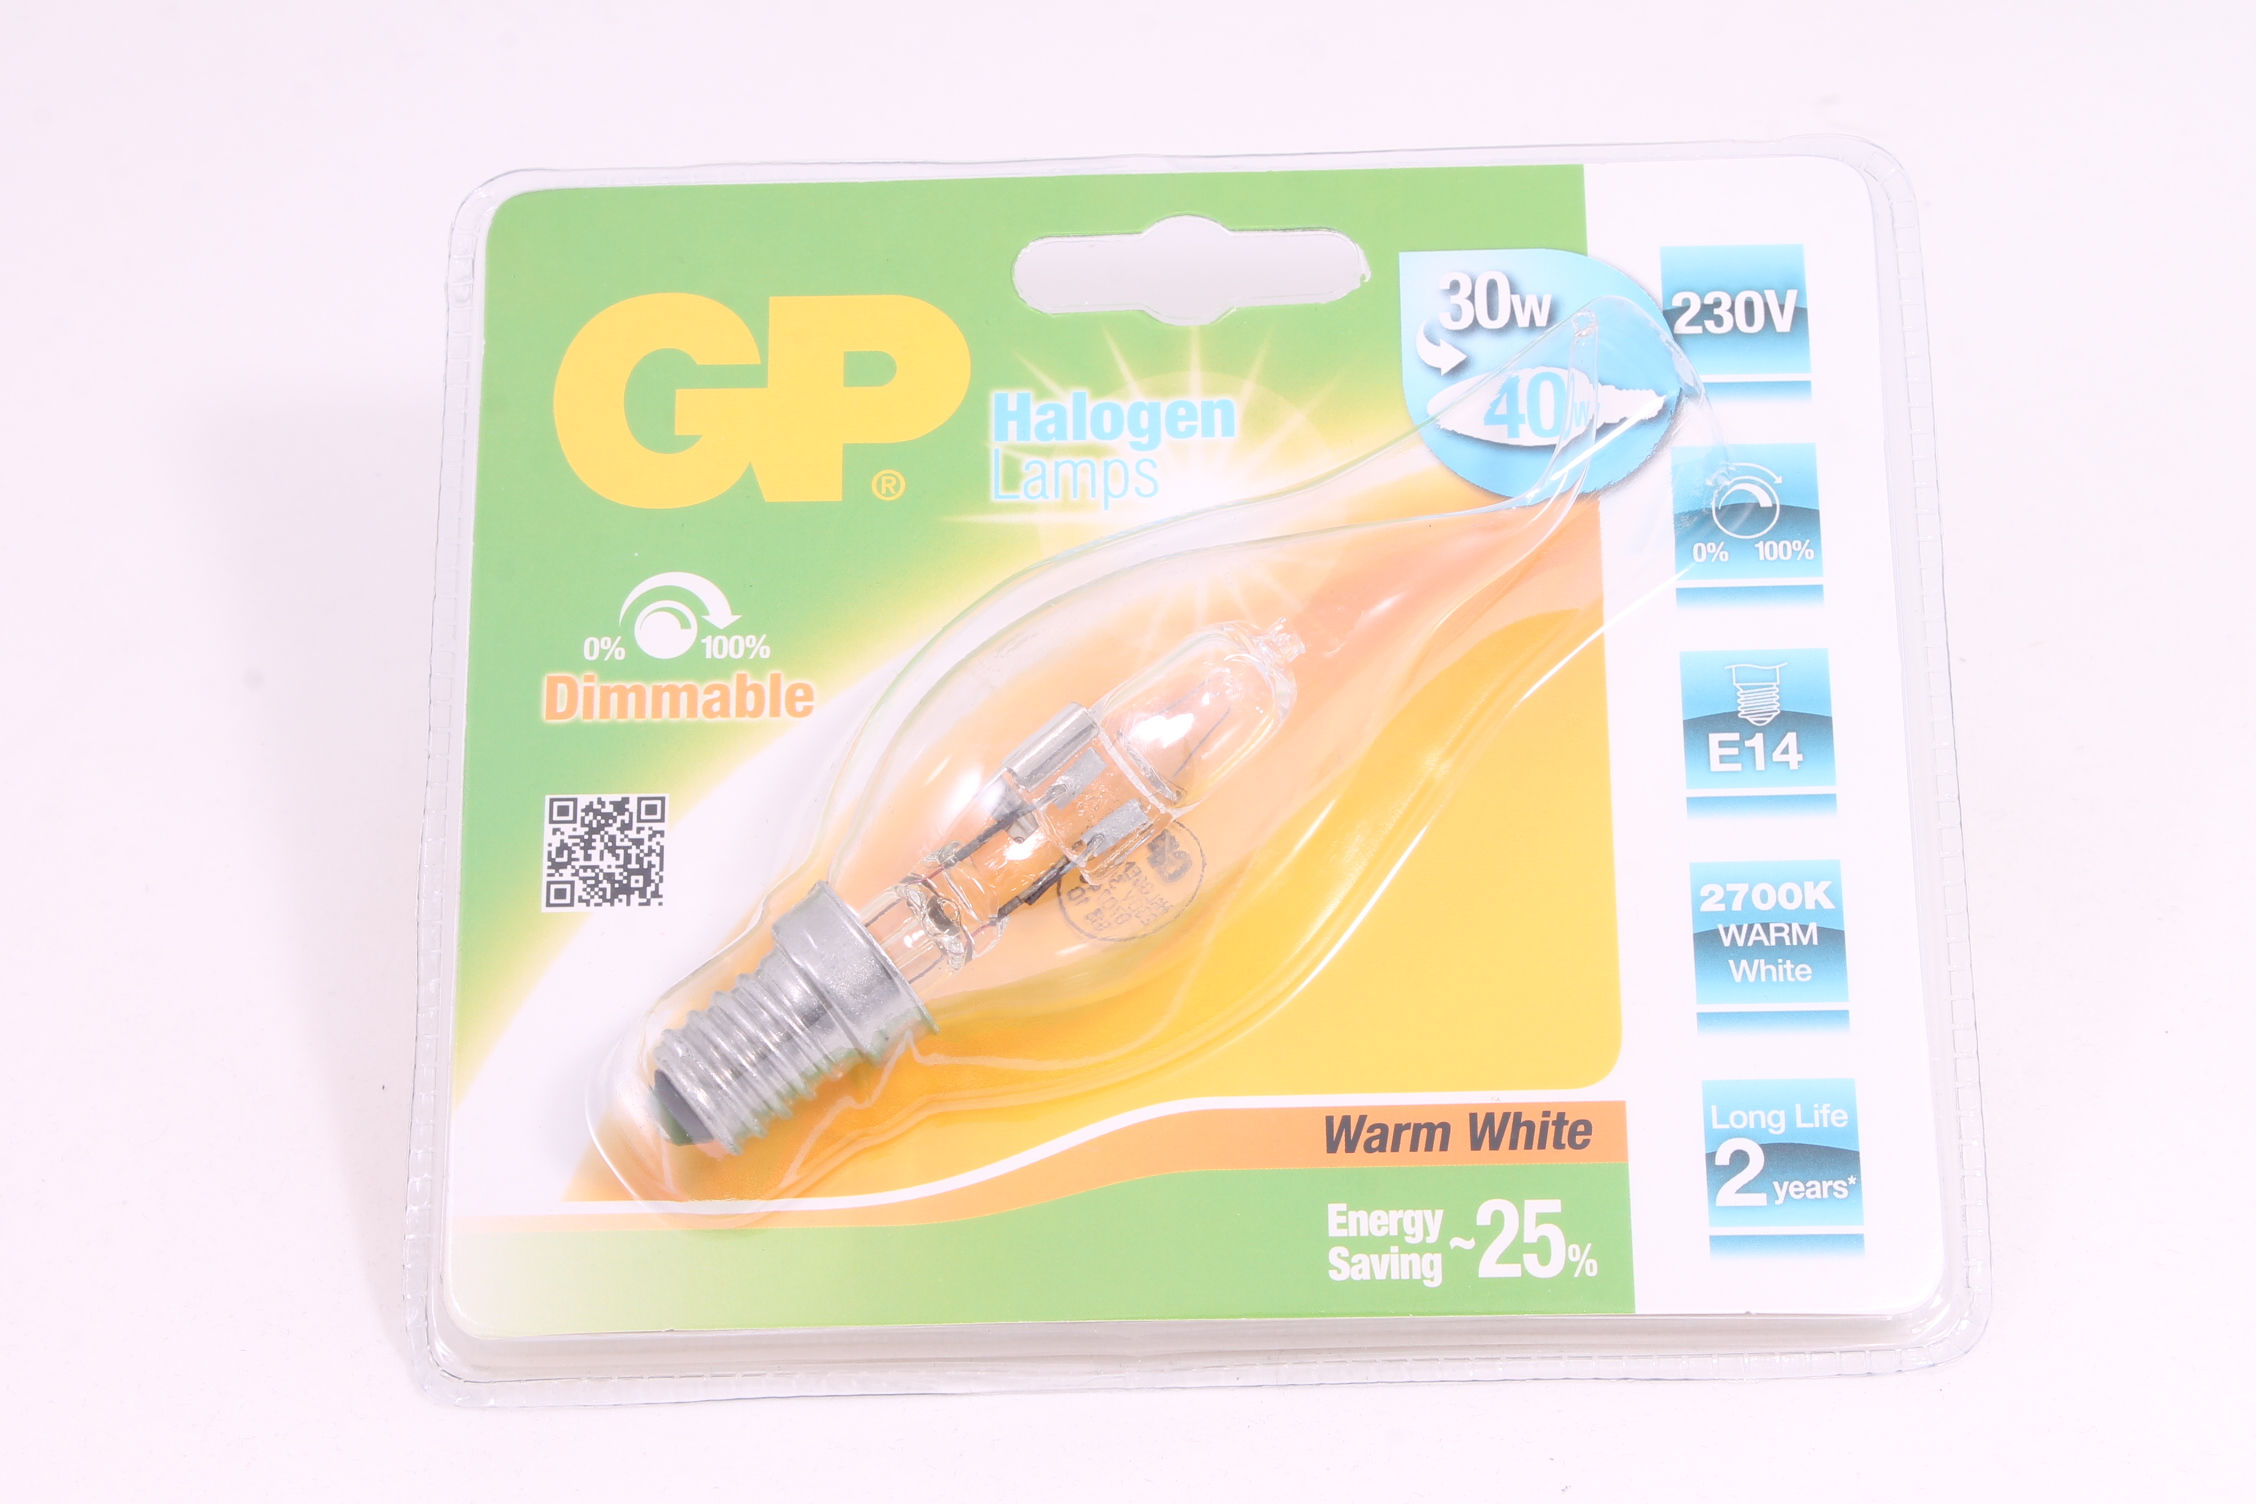 GP®
Halogen
Lamps
30W
40W
0% 100%
Dimmable
230V
0% 100%
E14
2700K
WARM
White
Long Life
2 years*
Warm White
Energy
Saving ~25%